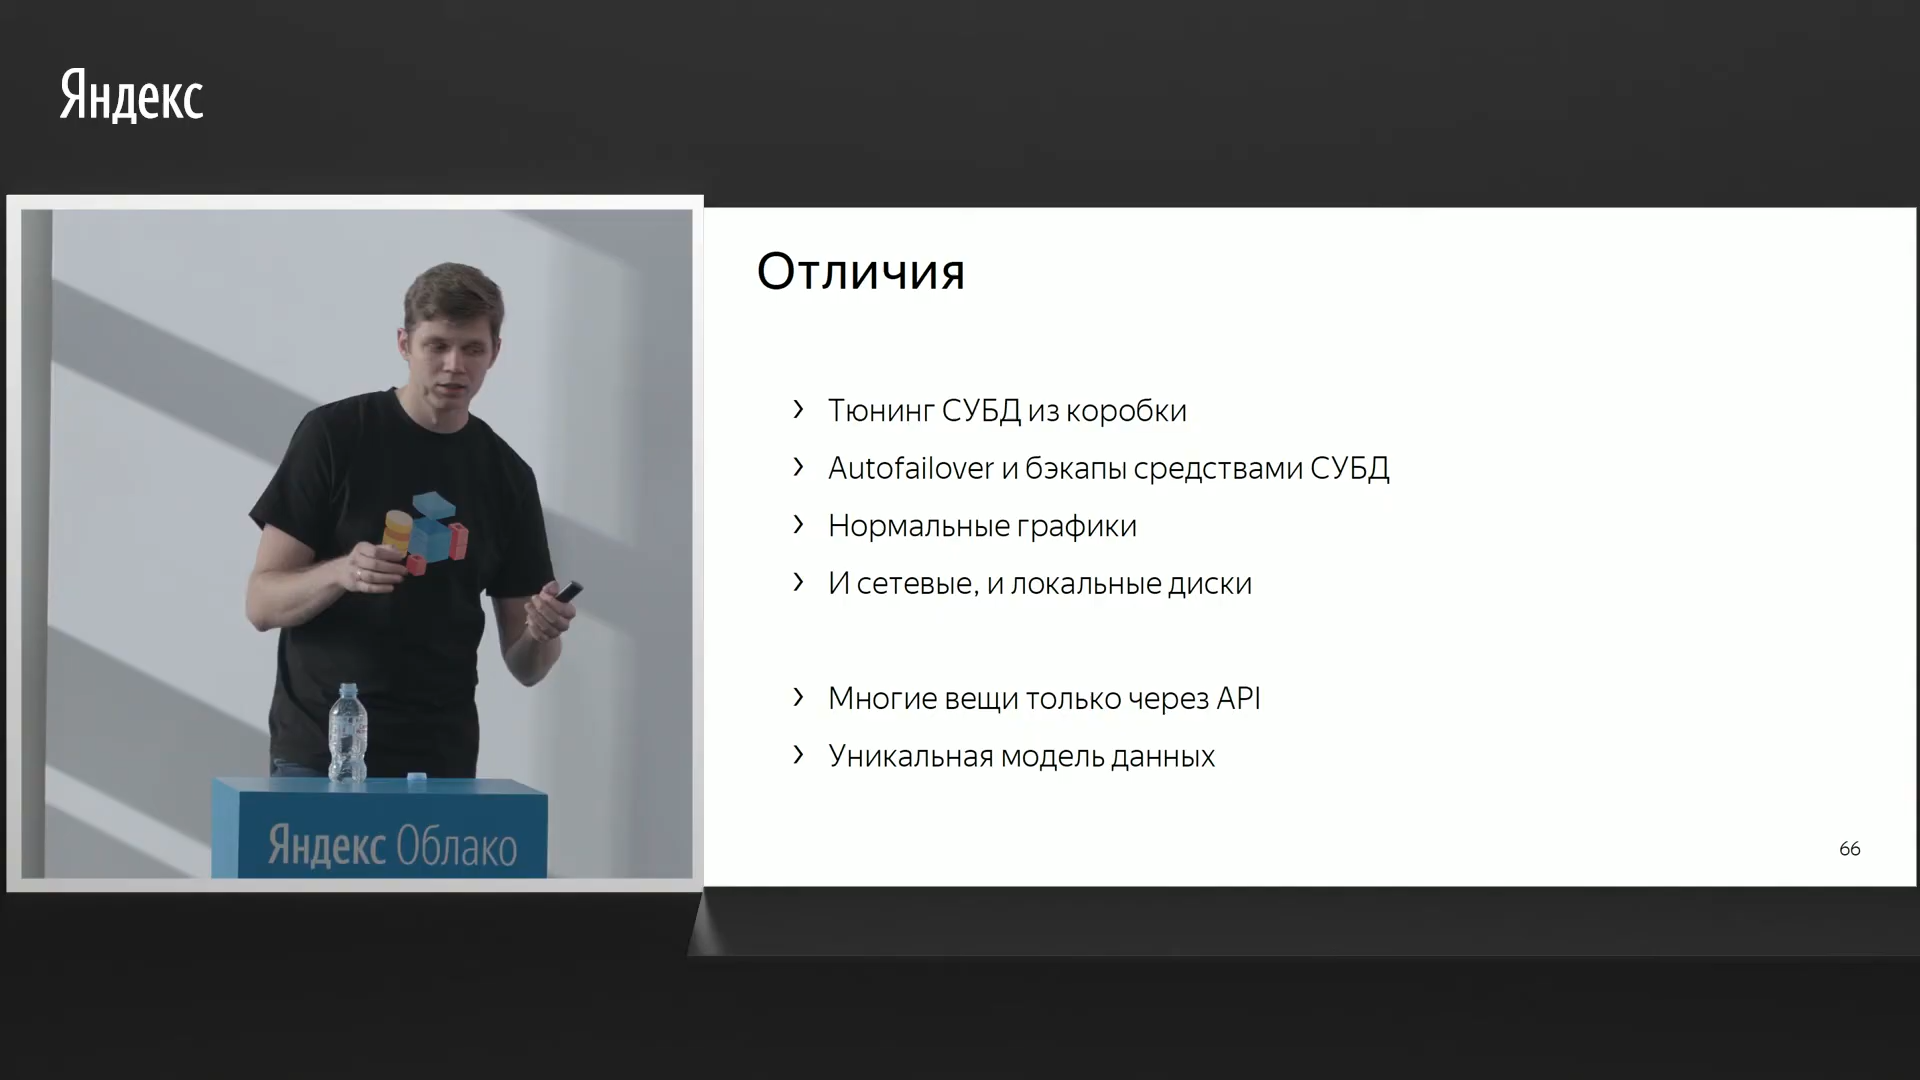 Яндекс
Отличия
› Тюнинг СУБД из коробки
› Autofailover и бэкапы средствами СУБД
› Нормальные графики
› И сетевые, и локальные диски
› Многие вещи только через API
› Уникальная модель данных
66
Яндекс Облако